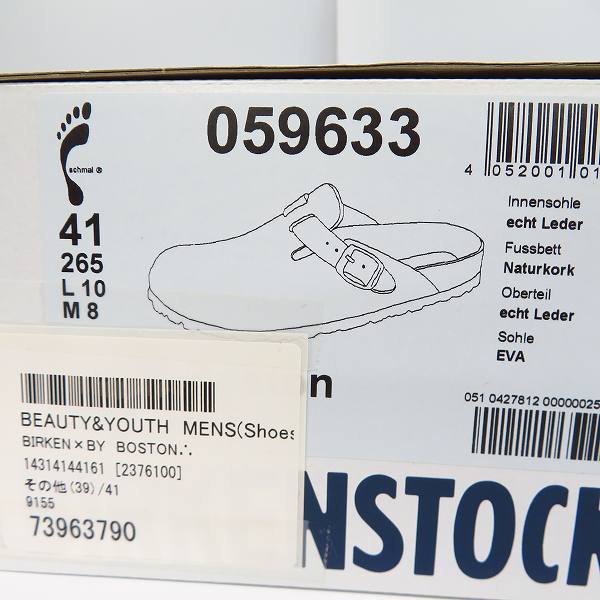 059633
schmal ®
41
265
L 10
M 8
4 052001 01
Innensohle
echt Leder
Fussbett
Naturkork
Oberteil
echt Leder
Sohle
EVA
n
051 0427812 00000025
BEAUTY&YOUTH MENS(Shoes
BIRKEN×BY BOSTON∴
14314144161 [2376100]
その他(39)/41
9155
73963790
NSTOCK